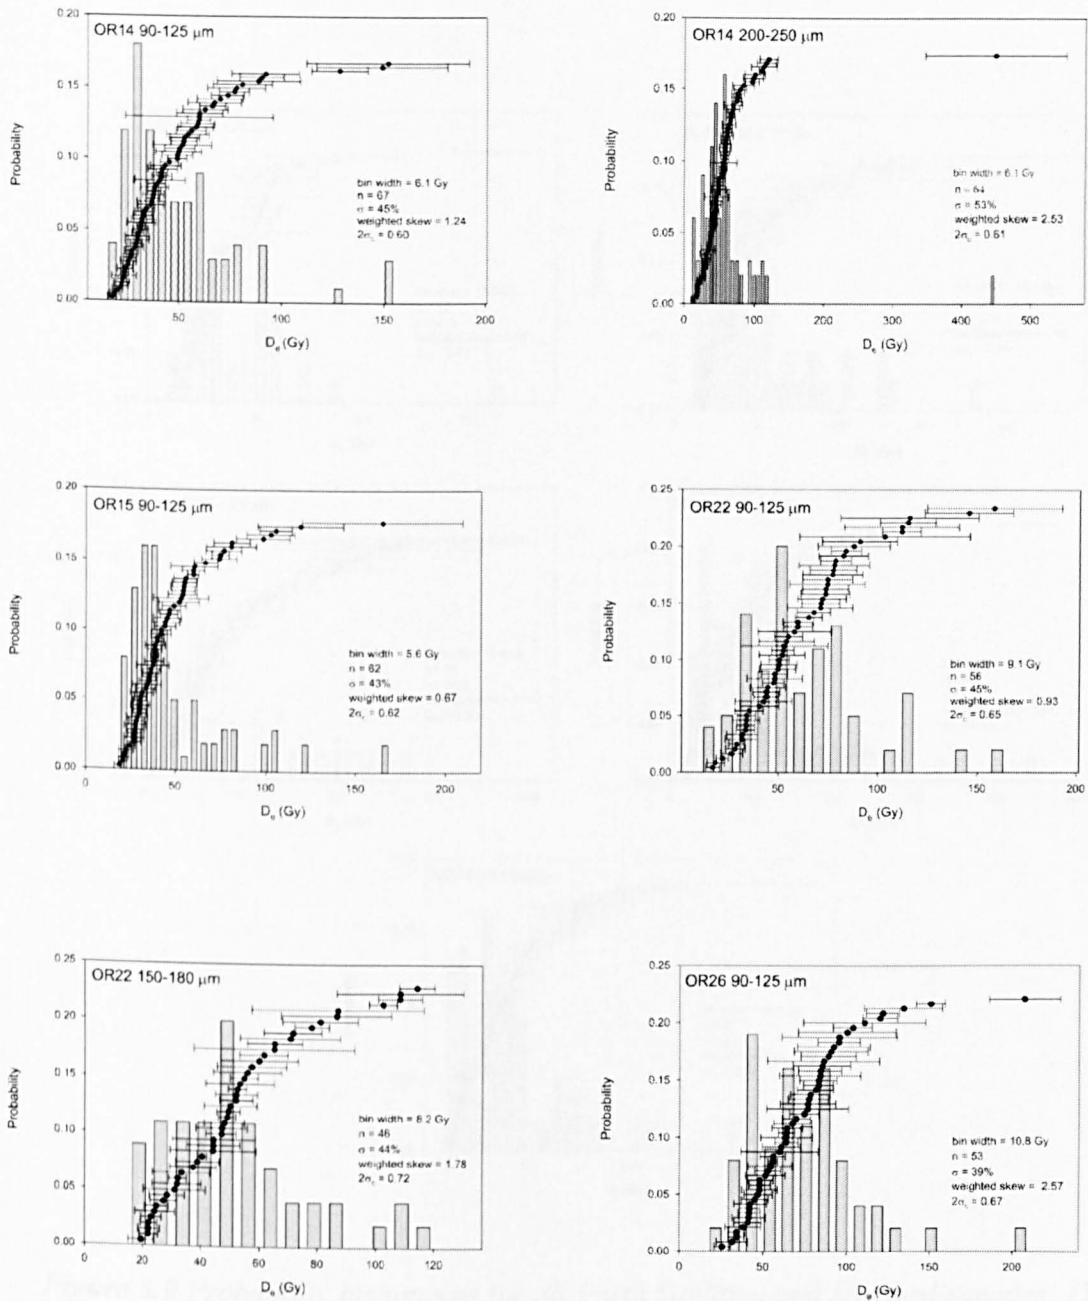 OR14 90-125 μm
0.20
0.15
0.10
0.05
0.00
Probability
bin width = 6.1 Gy
n = 67
σ = 45%
weighted skew = 1.24
2σc = 0.60
50 100 150 200
De (Gy)
OR14 200-250 μm
0.20
0.15
0.10
0.05
0.00
Probability
bin width = 6.1 Gy
n = 64
σ = 53%
weighted skew = 2.53
2σc = 0.61
0 100 200 300 400 500
De (Gy)
OR15 90-125 μm
0.20
0.15
0.10
0.05
0.00
Probability
bin width = 5.6 Gy
n = 62
σ = 43%
weighted skew = 0.67
2σc = 0.62
0 50 100 150 200
De (Gy)
OR22 90-125 μm
0.25
0.20
0.15
0.10
0.05
0.00
Probability
bin width = 9.1 Gy
n = 56
σ = 45%
weighted skew = 0.93
2σc = 0.65
50 100 150 200
De (Gy)
OR22 150-180 μm
0.25
0.20
0.15
0.10
0.05
0.00
Probability
bin width = 8.2 Gy
n = 46
σ = 44%
weighted skew = 1.78
2σc = 0.72
0 20 40 60 80 100 120
De (Gy)
OR26 90-125 μm
0.25
0.20
0.15
0.10
0.05
0.00
Probability
bin width = 10.8 Gy
n = 53
σ = 39%
weighted skew = 2.57
2σc = 0.67
0 50 100 150 200
De (Gy)